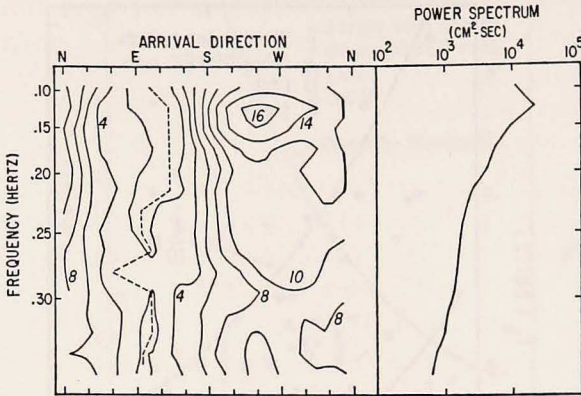 POWER SPECTRUM
(CM²-SEC)
ARRIVAL DIRECTION
N E S W N
10² 10³ 10⁴ 10⁵
FREQUENCY (HERTZ)
.10
.15
.20
.25
.30
4 16 14
8 10
4 8 8